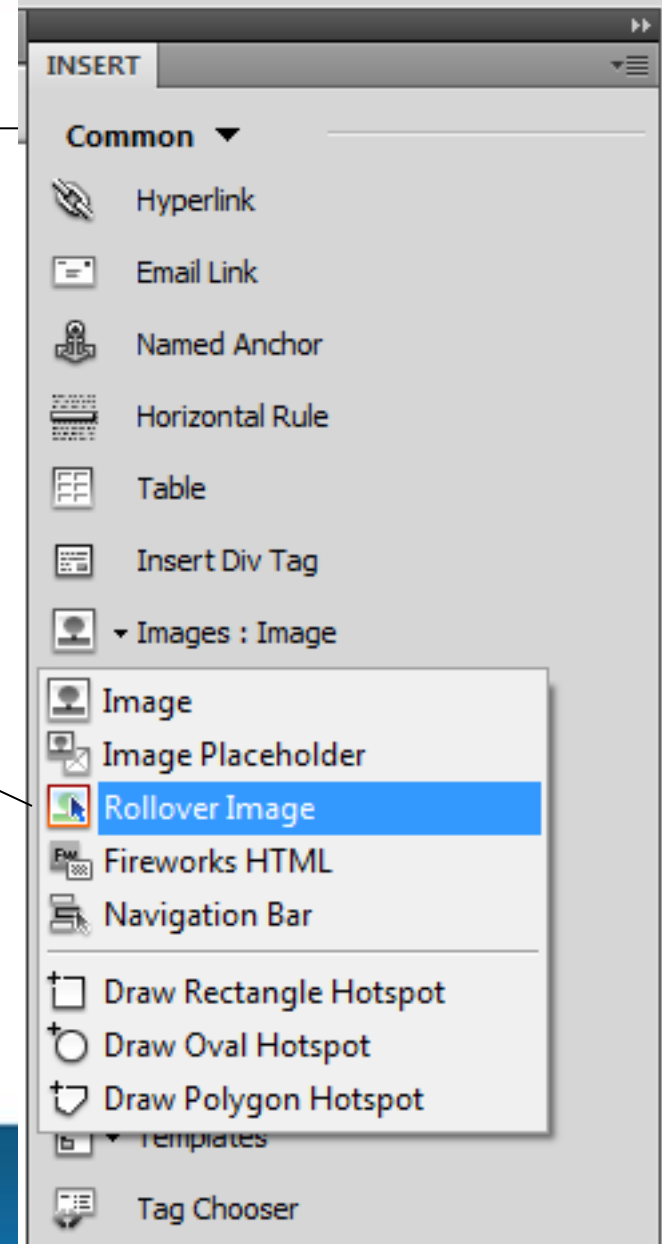 INSERT
Common
Hyperlink
Email Link
Named Anchor
Horizontal Rule
Table
Insert Div Tag
Images : Image
Image
Image Placeholder
Rollover Image
Fireworks HTML
Navigation Bar
Draw Rectangle Hotspot
Draw Oval Hotspot
Draw Polygon Hotspot
Templates
Tag Chooser